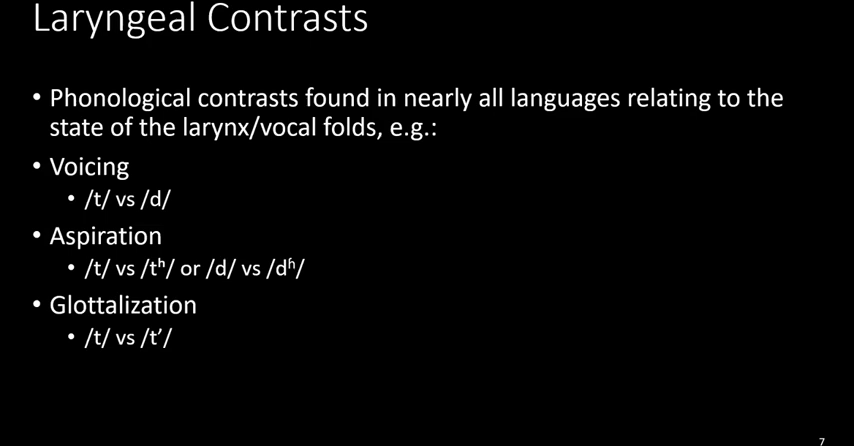 Laryngeal Contrasts
• Phonological contrasts found in nearly all languages relating to the
state of the larynx/vocal folds, e.g.:
• Voicing
• /t/ vs /d/
• Aspiration
• /t/ vs /tʰ/ or /d/ vs /dʱ/
• Glottalization
• /t/ vs /t’/
7